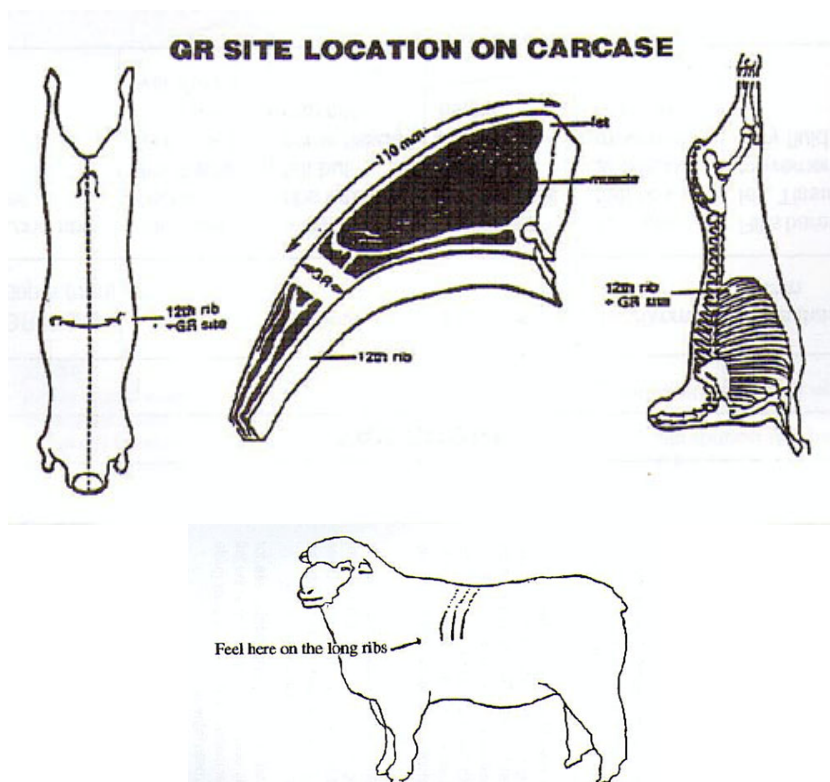 GR SITE LOCATION ON CARCASE
110 mm
fat
GR
12th rib
12th rib
GR site
12th rib
+ GR site
Feel here on the long ribs